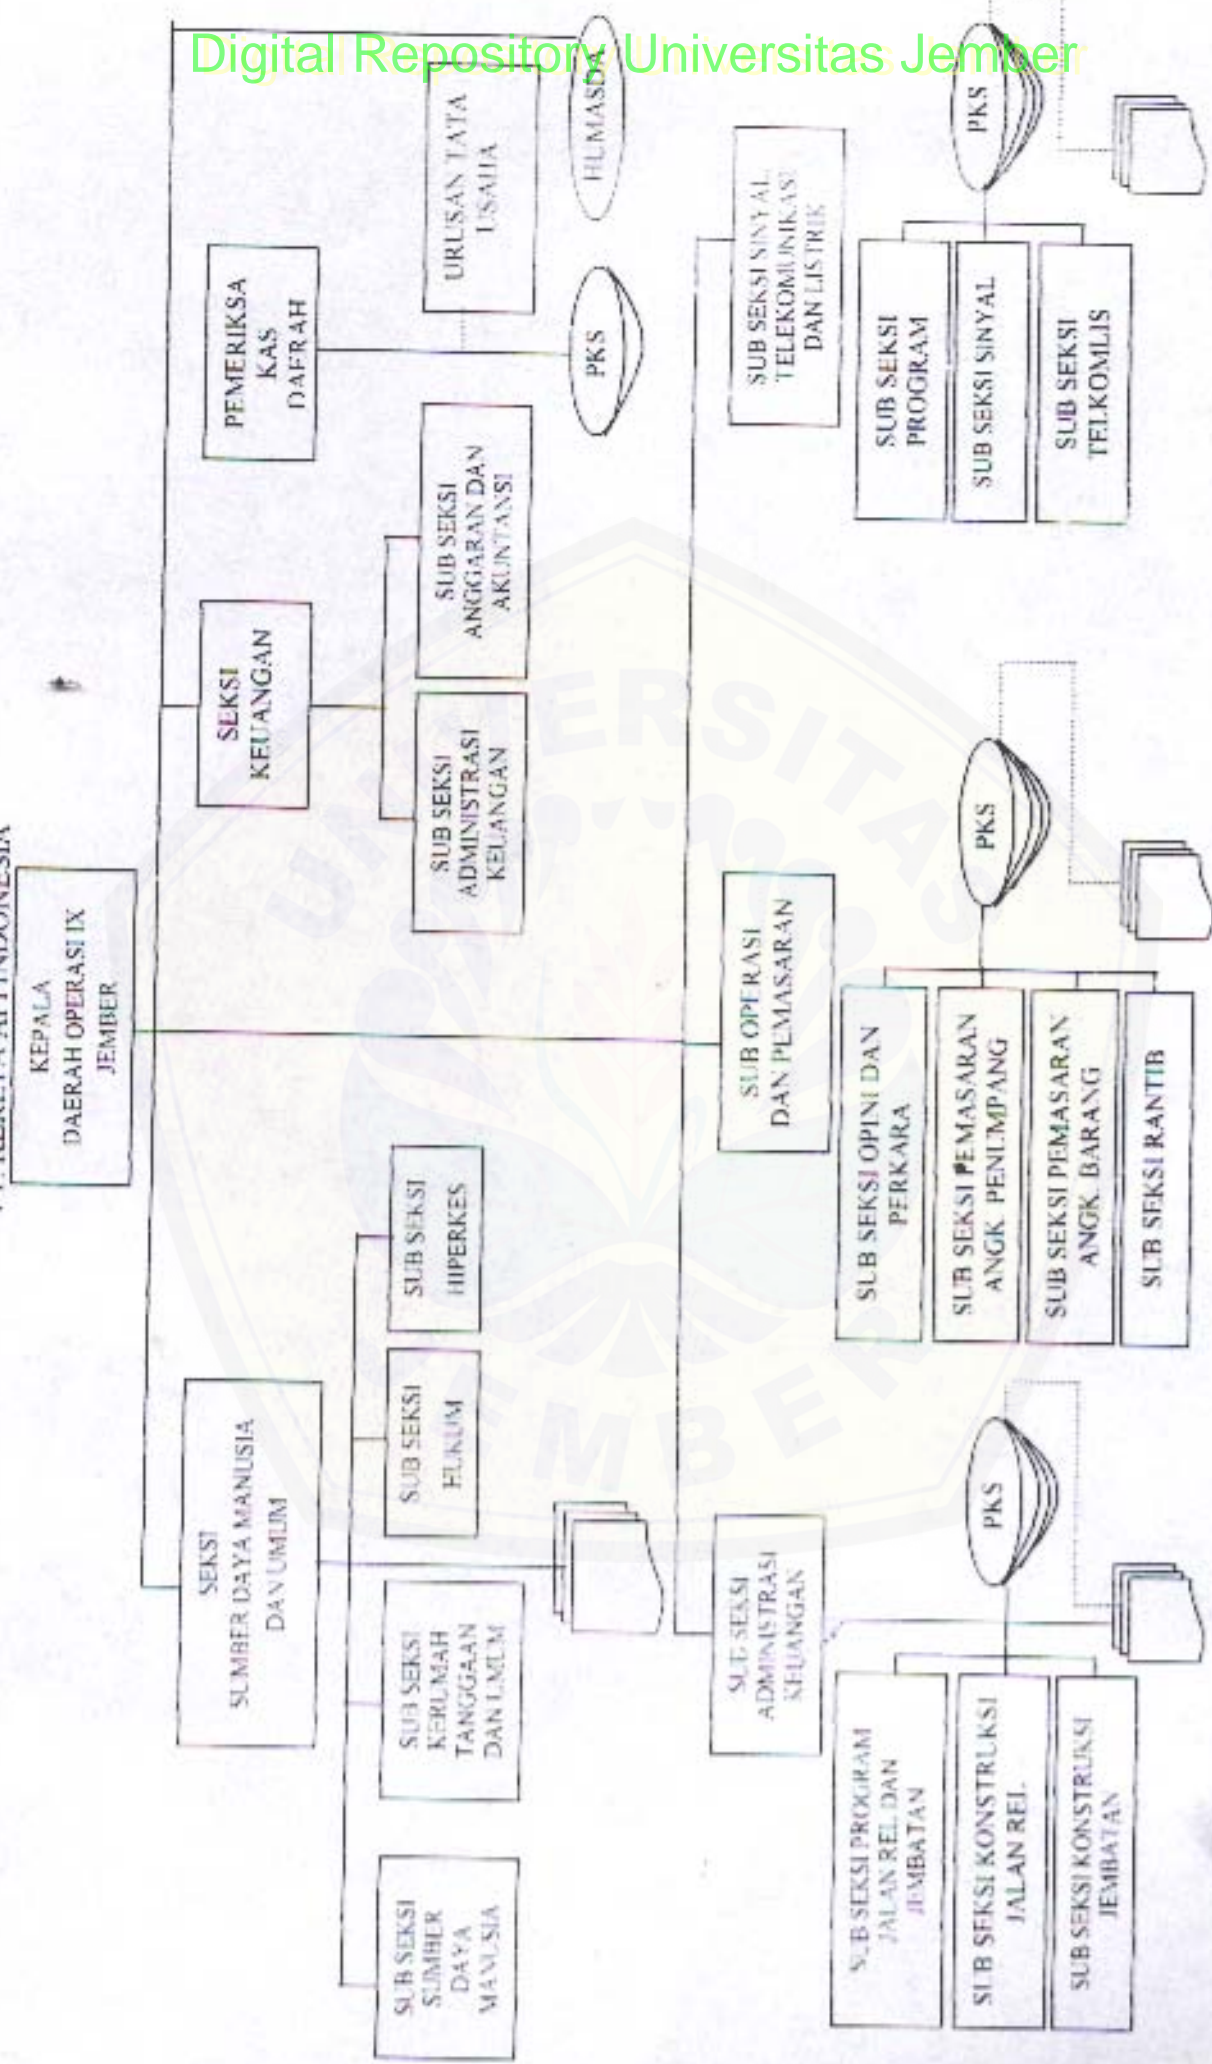 Digital Repository Universitas Jember
KEPALA
DAERAH OPERASI IX
JEMBER
SEKSI
SUMBER DAYA MANUSIA
DAN UMUM
SEKSI
KEUANGAN
PEMERIKSA
KAS
DAERAH
SUB SEKSI
SUMBER
DAYA
MANUSIA
SUB SEKSI
KERUMAH
TANGGAAN
DAN UMUM
SUB SEKSI
HUKUM
SUB SEKSI
HIPERKES
SUB SEKSI
ADMINISTRASI
KEUANGAN
SUB SEKSI
ANGGARAN DAN
AKUNTANSI
URUSAN TATA
USAHA
PKS
HUMASDA
SUB SEKSI
ADMINISTRASI
KEUANGAN
SUB OPERASI
DAN PEMASARAN
SUB SEKSI SINYAL
TELEKOMUNIKASI
DAN LISTRIK
SUB SEKSI PROGRAM
JALAN REL DAN
JEMBATAN
SUB SEKSI KONSTRUKSI
JALAN REL
SUB SEKSI KONSTRUKSI
JEMBATAN
PKS
SUB SEKSI OPINI DAN
PERKARA
SUB SEKSI PEMASARAN
ANGK. PENUMPANG
SUB SEKSI PEMASARAN
ANGK. BARANG
SUB SEKSI RANTIB
PKS
SUB SEKSI
PROGRAM
SUB SEKSI SINYAL
SUB SEKSI
TELKOMLIS
PKS
UNIVERSITAS
JEMBER